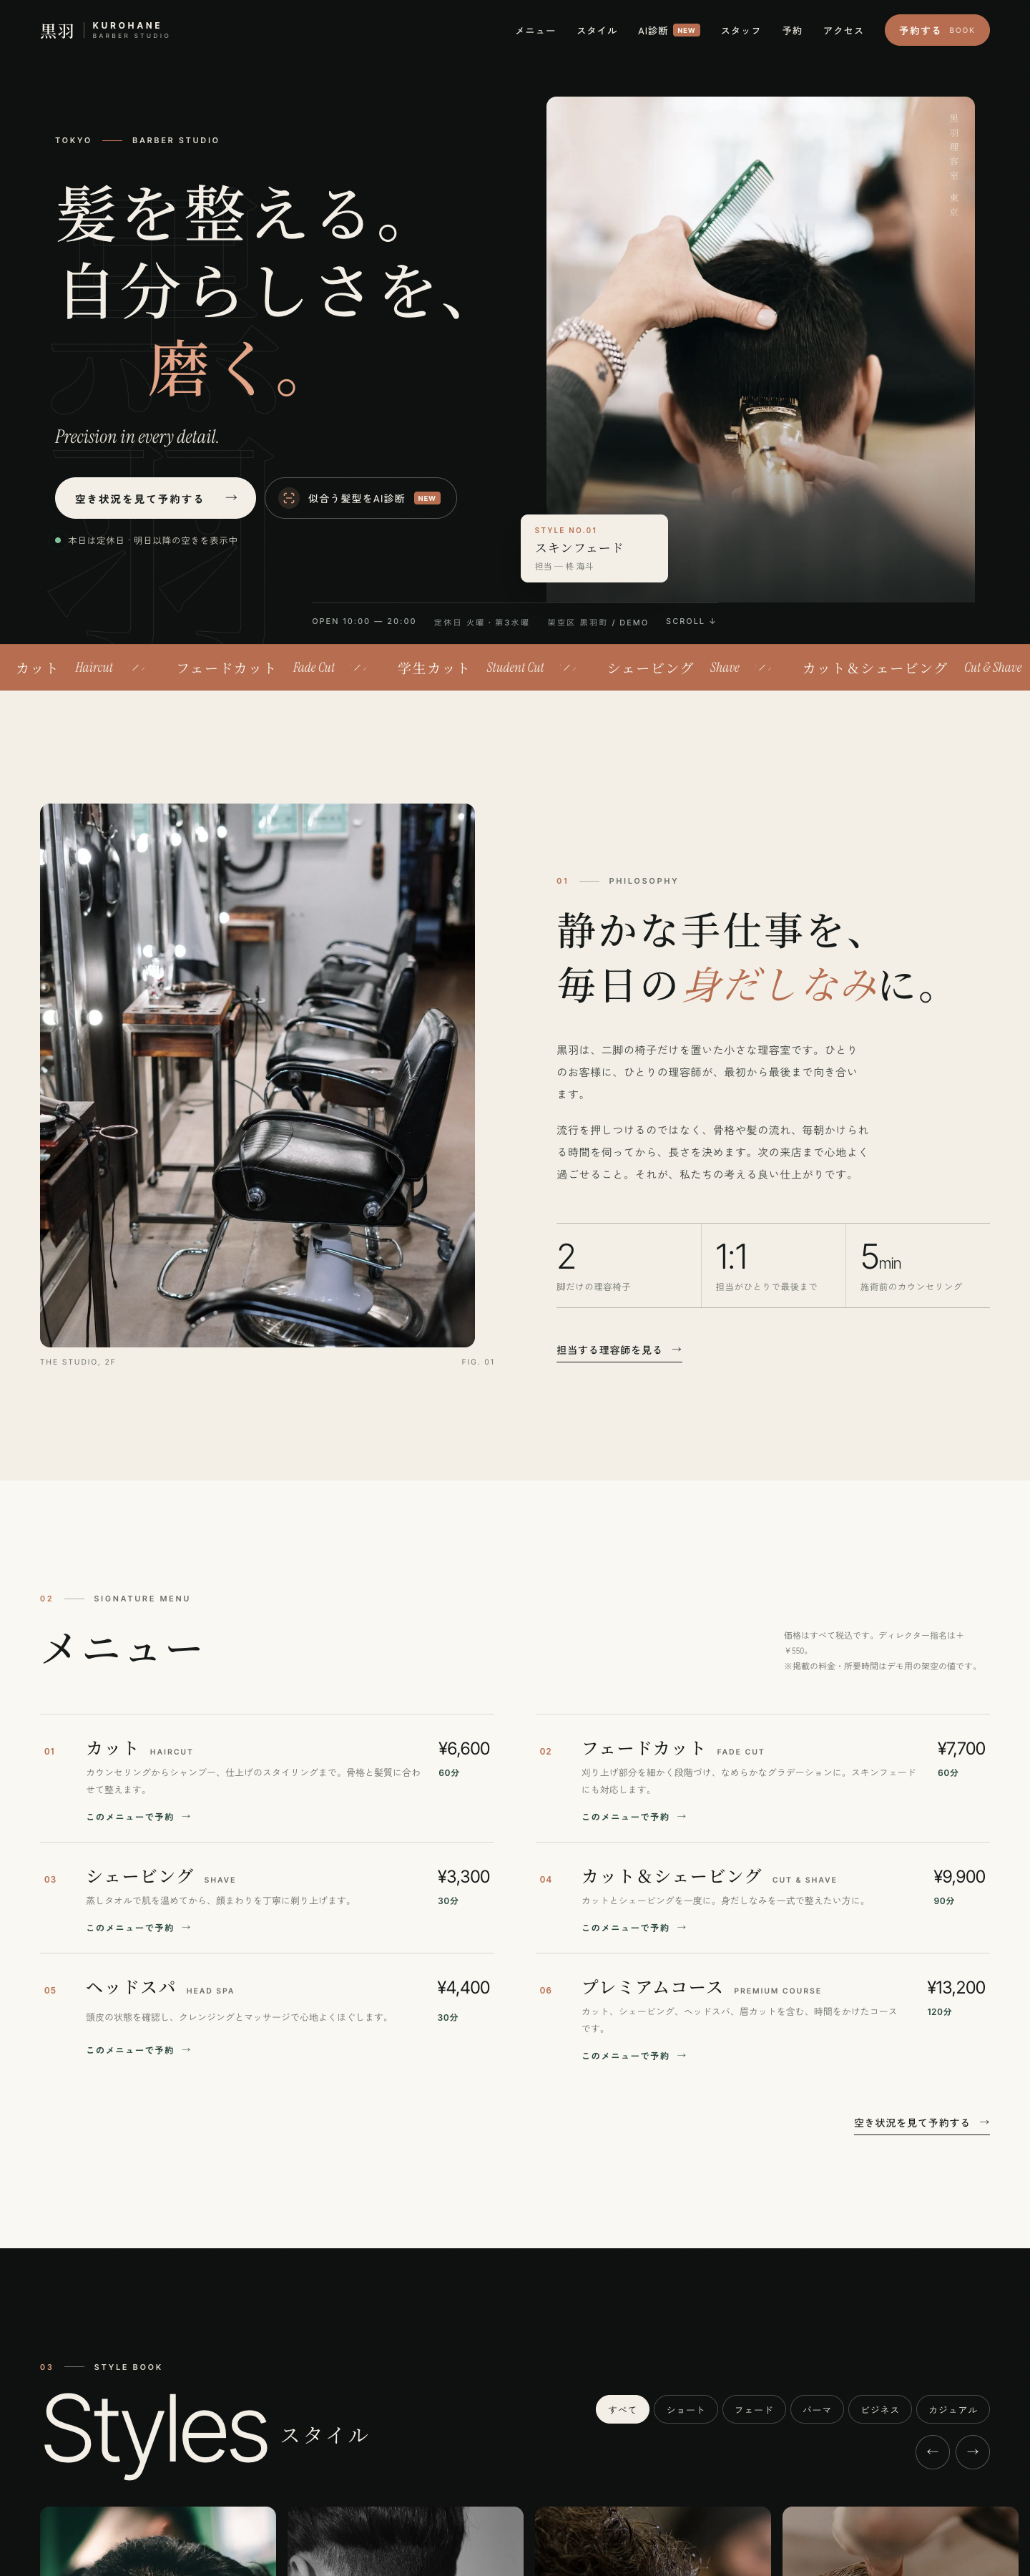 黒羽
KUROHANE
BARBER STUDIO
メニュー
スタイル
AI診断 NEW
スタッフ
予約
アクセス
予約する BOOK
TOKYO
BARBER STUDIO
黒羽理容室 東京
髪を整える。
自分らしさを、
磨く。
Precision in every detail.
空き状況を見て予約する →
似合う髪型をAI診断 NEW
本日は定休日・明日以降の空きを表示中
STYLE NO.01
スキンフェード
担当 — 柊 海斗
OPEN 10:00 — 20:00
定休日 火曜・第3水曜
架空区 黒羽町 / DEMO
SCROLL ↓
カット Haircut
フェードカット Fade Cut
学生カット Student Cut
シェービング Shave
カット＆シェービング Cut & Shave
THE STUDIO, 2F
FIG. 01
01
PHILOSOPHY
静かな手仕事を、
毎日の身だしなみに。
黒羽は、二脚の椅子だけを置いた小さな理容室です。ひとり
のお客様に、ひとりの理容師が、最初から最後まで向き合い
ます。
流行を押しつけるのではなく、骨格や髪の流れ、毎朝かけられ
る時間を伺ってから、長さを決めます。次の来店まで心地よく
過ごせること。それが、私たちの考える良い仕上がりです。
2
脚だけの理容椅子
1:1
担当がひとりで最後まで
5min
施術前のカウンセリング
担当する理容師を見る →
02
SIGNATURE MENU
メニュー
価格はすべて税込です。ディレクター指名は＋
￥550。
※掲載の料金・所要時間はデモ用の架空の値です。
01
カット HAIRCUT
¥6,600
カウンセリングからシャンプー、仕上げのスタイリングまで。骨格と髪質に合わ
せて整えます。
60分
このメニューで予約 →
02
フェードカット FADE CUT
¥7,700
刈り上げ部分を細かく段階づけ、なめらかなグラデーションに。スキンフェード
にも対応します。
60分
このメニューで予約 →
03
シェービング SHAVE
¥3,300
蒸しタオルで肌を温めてから、顔まわりを丁寧に剃り上げます。
30分
このメニューで予約 →
04
カット＆シェービング CUT & SHAVE
¥9,900
カットとシェービングを一度に。身だしなみを一式で整えたい方に。
90分
このメニューで予約 →
05
ヘッドスパ HEAD SPA
¥4,400
頭皮の状態を確認し、クレンジングとマッサージで心地よくほぐします。
30分
このメニューで予約 →
06
プレミアムコース PREMIUM COURSE
¥13,200
カット、シェービング、ヘッドスパ、眉カットを含む、時間をかけたコース
です。
120分
このメニューで予約 →
空き状況を見て予約する →
03
STYLE BOOK
Styles スタイル
すべて
ショート
フェード
パーマ
ビジネス
カジュアル
← →